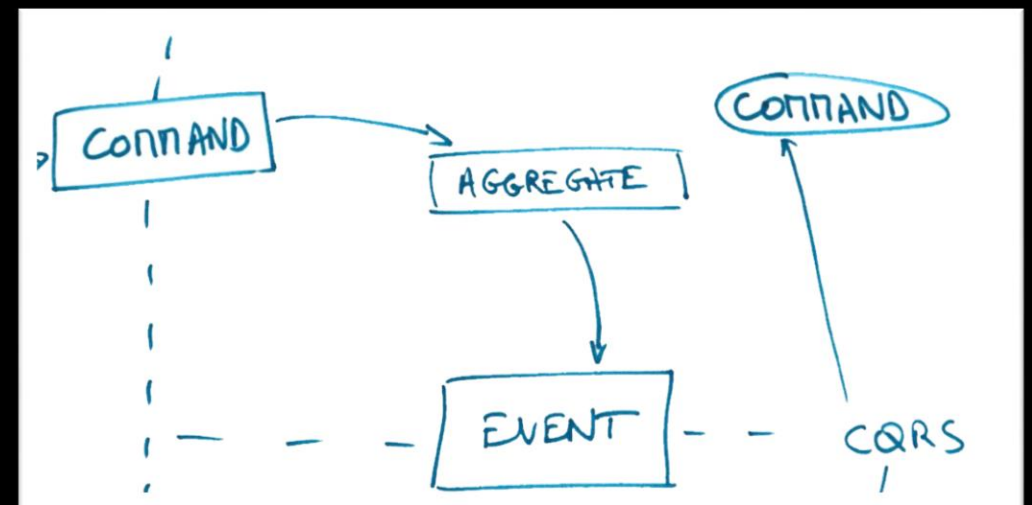 COMMAND
COMMAND
AGGREGATE
EVENT
CQRS